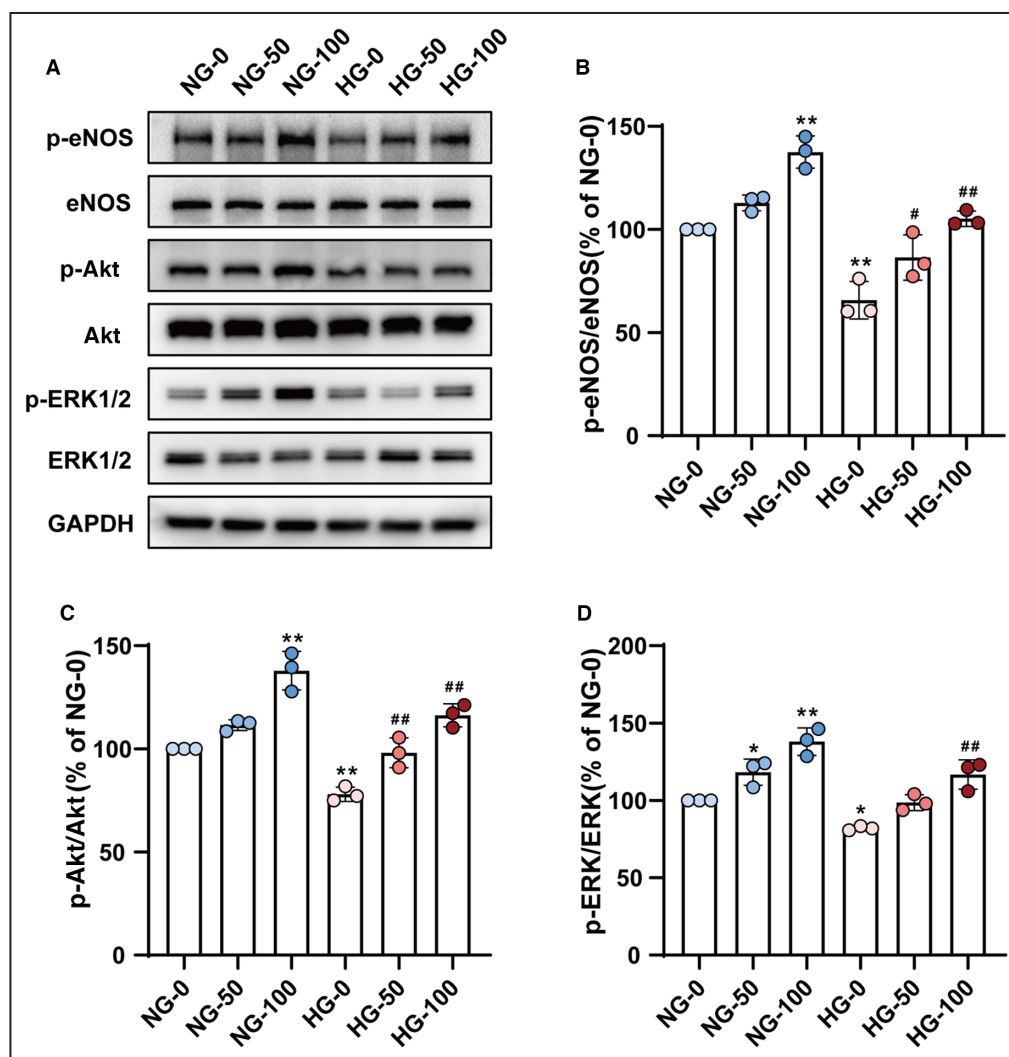 A
NG-0 NG-50 NG-100 HG-0 HG-50 HG-100
p-eNOS
eNOS
p-Akt
Akt
p-ERK1/2
ERK1/2
GAPDH
B
p-eNOS/eNOS(% of NG-0)
150
100
50
0
** ** # ##
NG-0 NG-50 NG-100 HG-0 HG-50 HG-100
C
p-Akt/Akt(% of NG-0)
150
100
50
0
** ** ## ##
NG-0 NG-50 NG-100 HG-0 HG-50 HG-100
D
p-ERK/ERK(% of NG-0)
200
150
100
50
0
* ** * ##
NG-0 NG-50 NG-100 HG-0 HG-50 HG-100